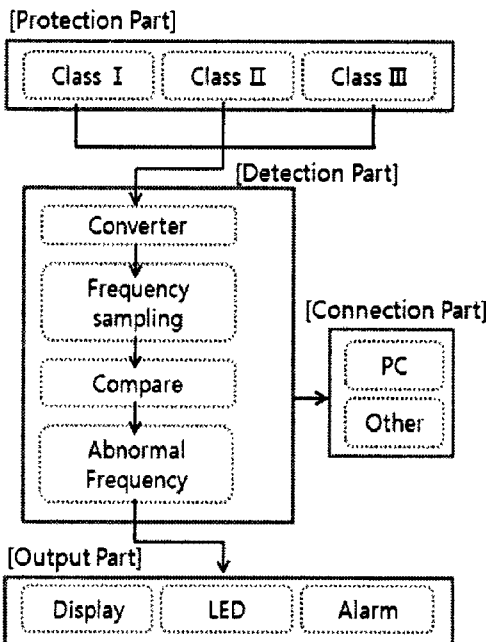 [Protection Part]
Class Ⅰ Class Ⅱ Class Ⅲ
[Detection Part]
Converter
Frequency
sampling
Compare
Abnormal
Frequency
[Connection Part]
PC
Other
[Output Part]
Display LED Alarm